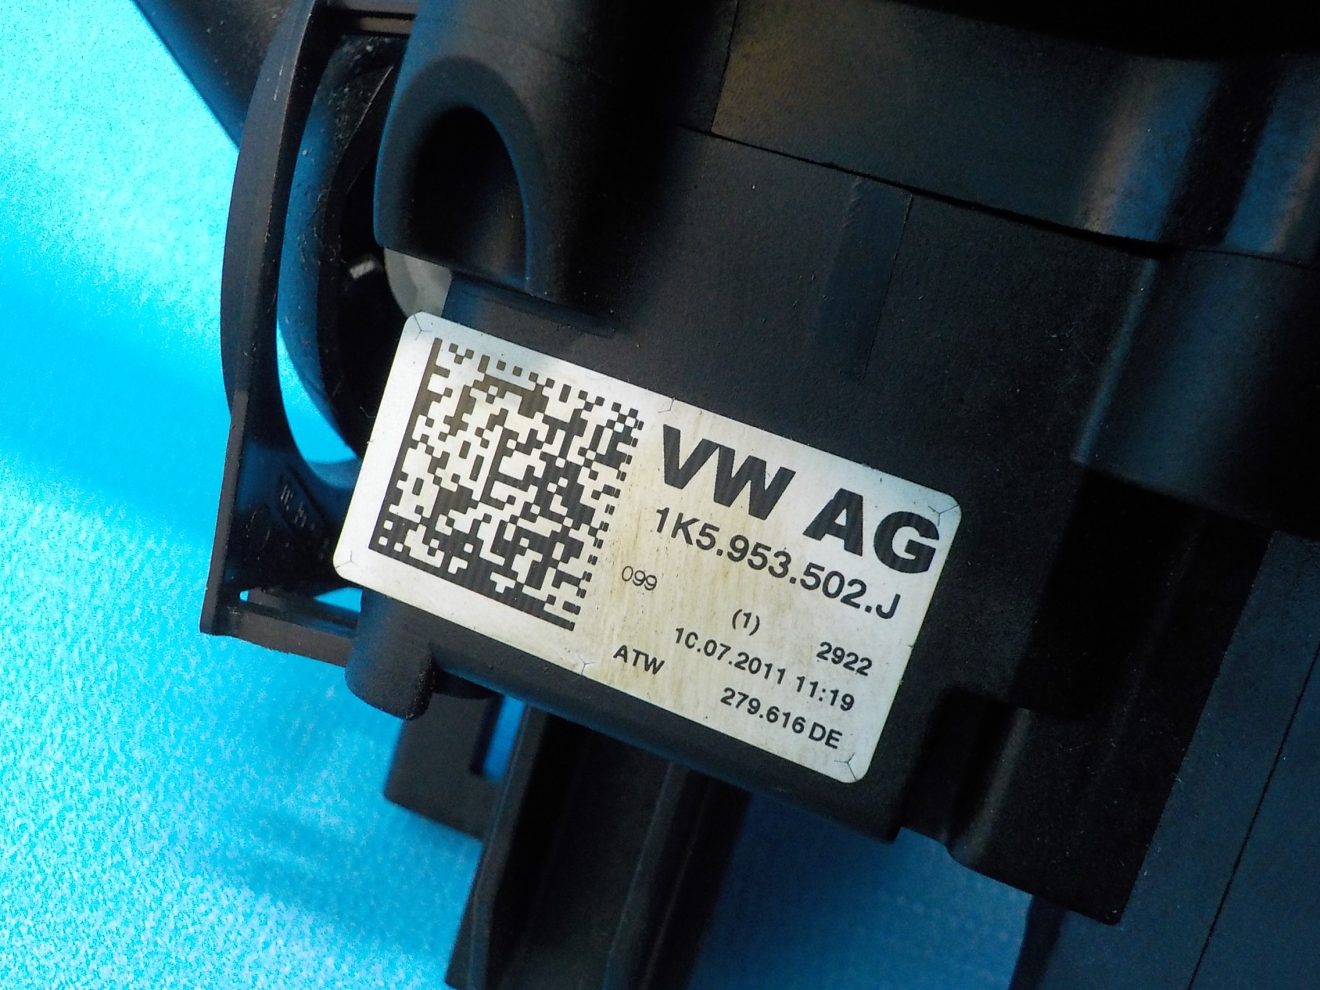 VW AG
1K5.953.502.J
099
(1) 2922
10.07.2011 11:19
ATW
279.616 DE